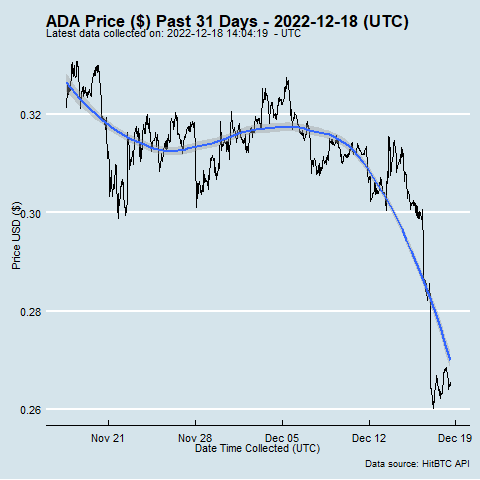 ADA Price ($) Past 31 Days - 2022-12-18 (UTC)
Latest data collected on: 2022-12-18 14:04:19 - UTC
Price USD ($)
0.32
0.30
0.28
0.26
Nov 21 Nov 28 Dec 05 Dec 12 Dec 19
Date Time Collected (UTC)
Data source: HitBTC API